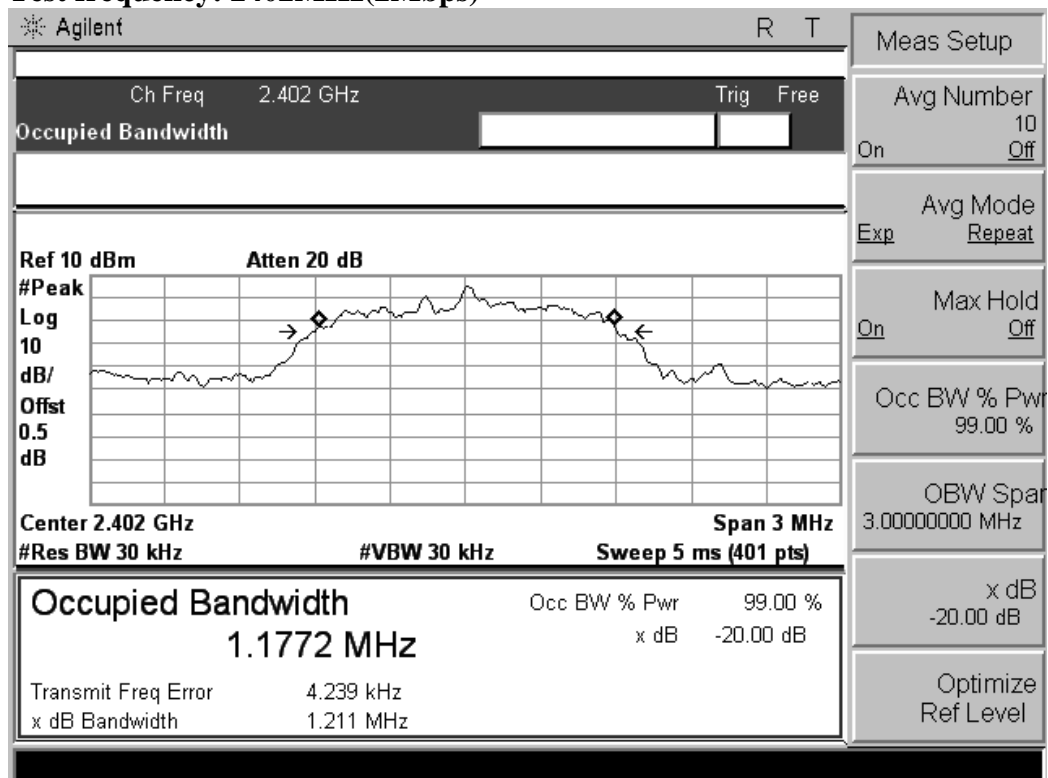 Agilent R T
Ch Freq 2.402 GHz Trig Free
Occupied Bandwidth
Ref 10 dBm Atten 20 dB
#Peak
Log
10
dB/
Offst
0.5
dB
Center 2.402 GHz Span 3 MHz
#Res BW 30 kHz #VBW 30 kHz Sweep 5 ms (401 pts)
Occupied Bandwidth
1.1772 MHz
Occ BW % Pwr 99.00 %
x dB -20.00 dB
Transmit Freq Error 4.239 kHz
x dB Bandwidth 1.211 MHz
Meas Setup
Avg Number
10
On Off
Avg Mode
Exp Repeat
Max Hold
On Off
Occ BW % Pwr
99.00 %
OBW Span
3.00000000 MHz
x dB
-20.00 dB
Optimize
Ref Level